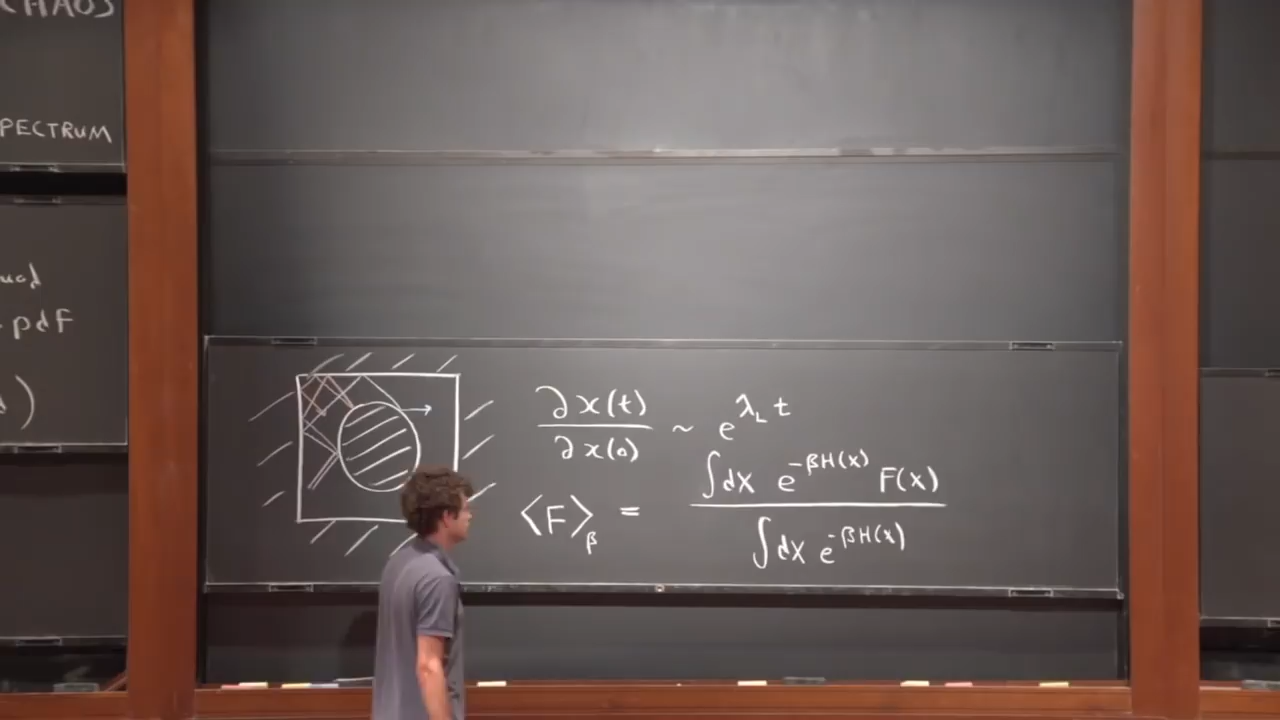 CHAOS
PECTRUM
pdf
∂x(t)/∂x(0) ~ e^{λ_L t}
⟨F⟩_β = ∫dx e^{-βH(x)} F(x) / ∫dx e^{-βH(x)}